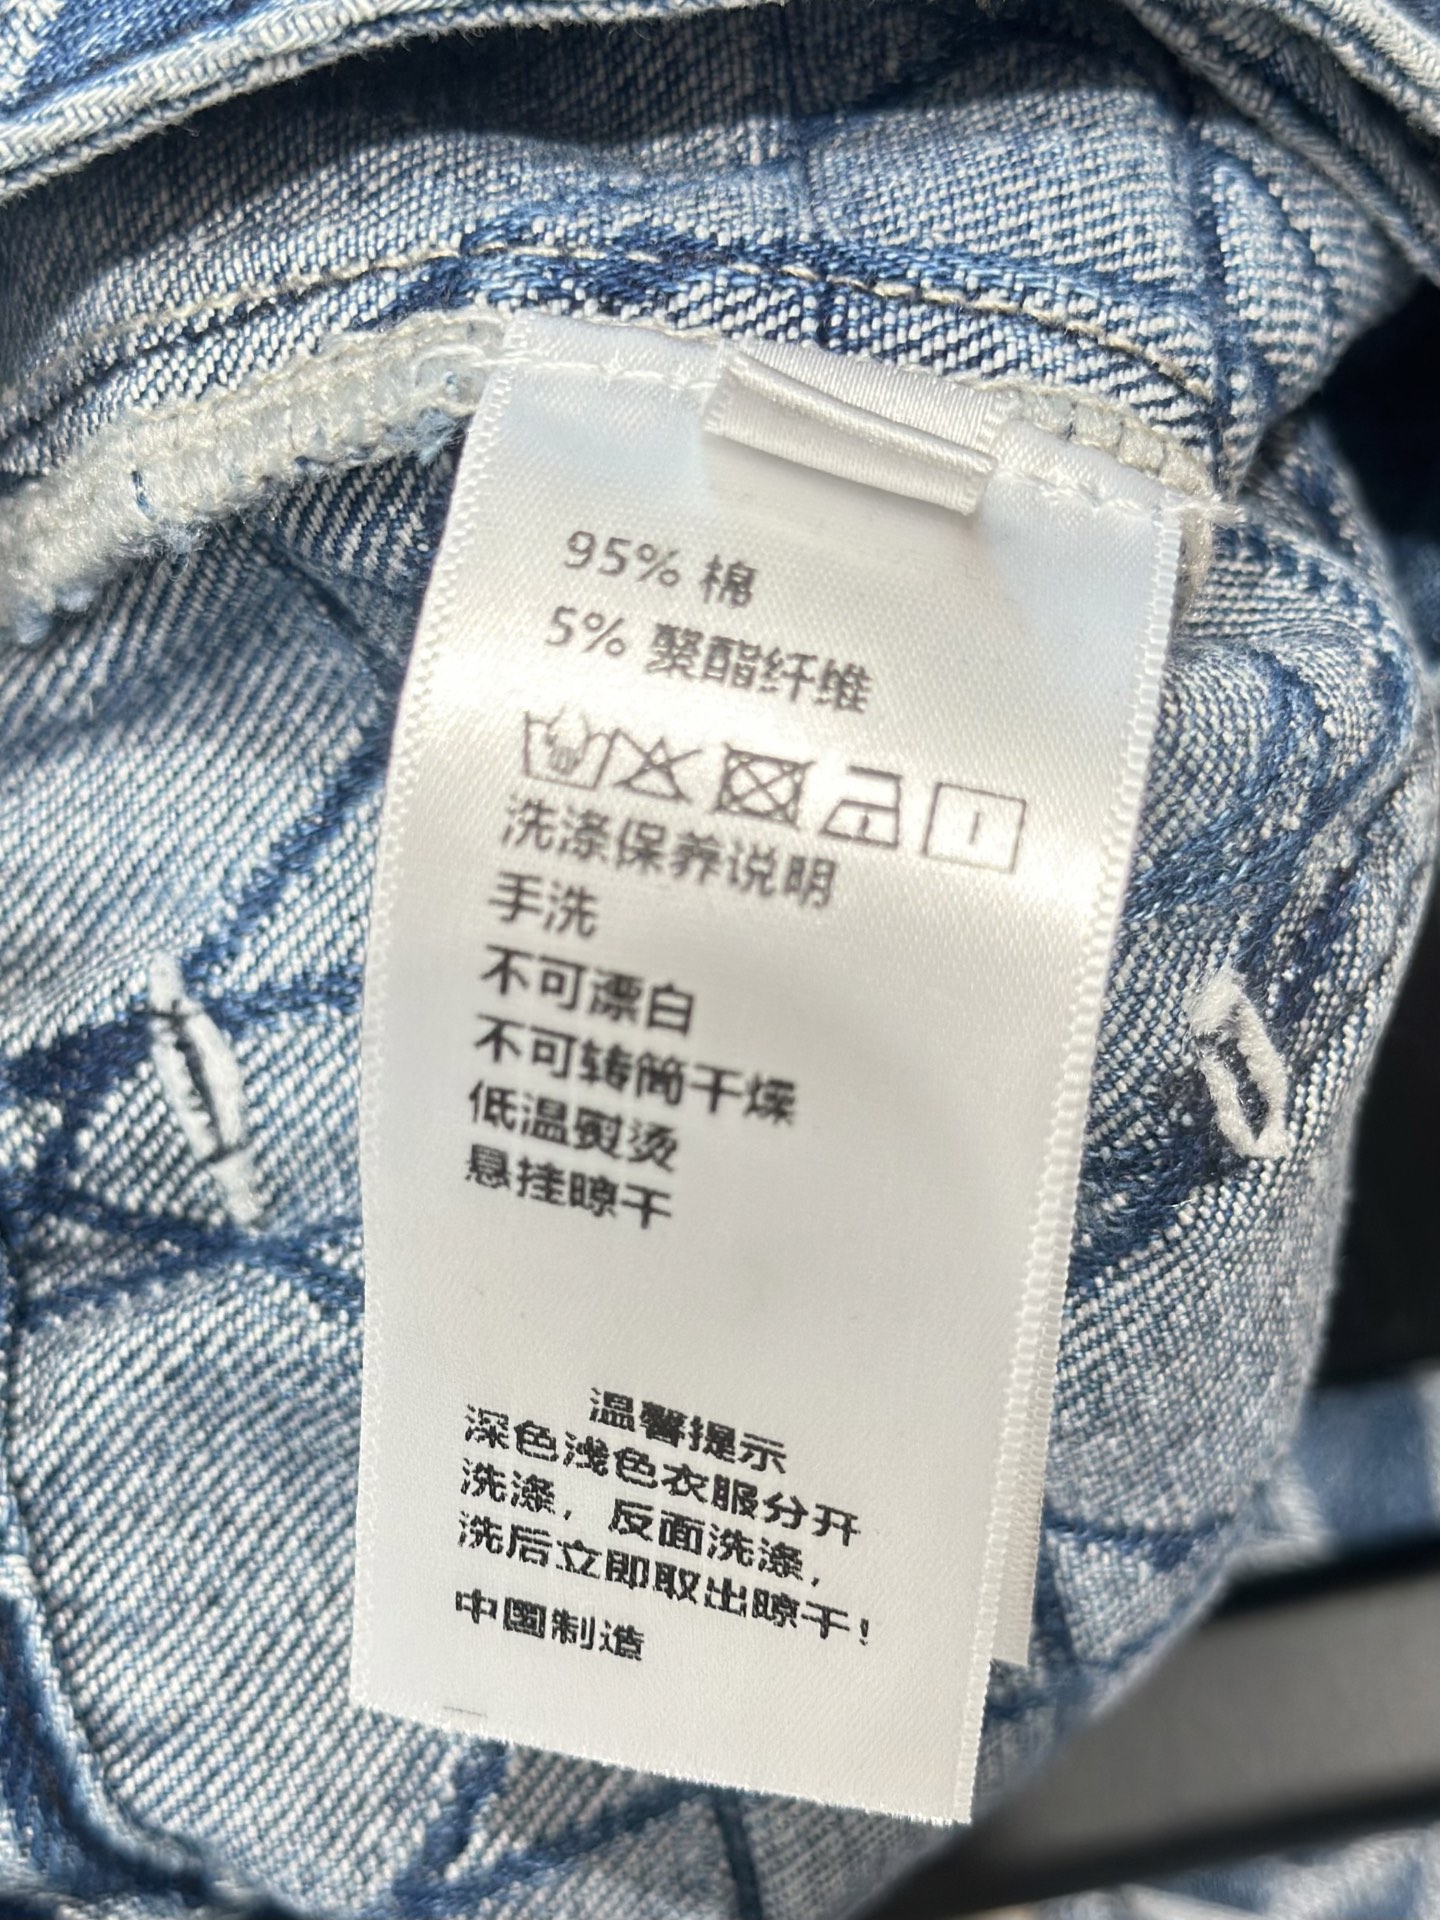 95% 棉
5% 聚酯纤维
洗涤保养说明
手洗
不可漂白
不可转筒干燥
低温熨烫
悬挂晾干
温馨提示
深色浅色衣服分开
洗涤，反面洗涤，
洗后立即取出晾干！
中国制造